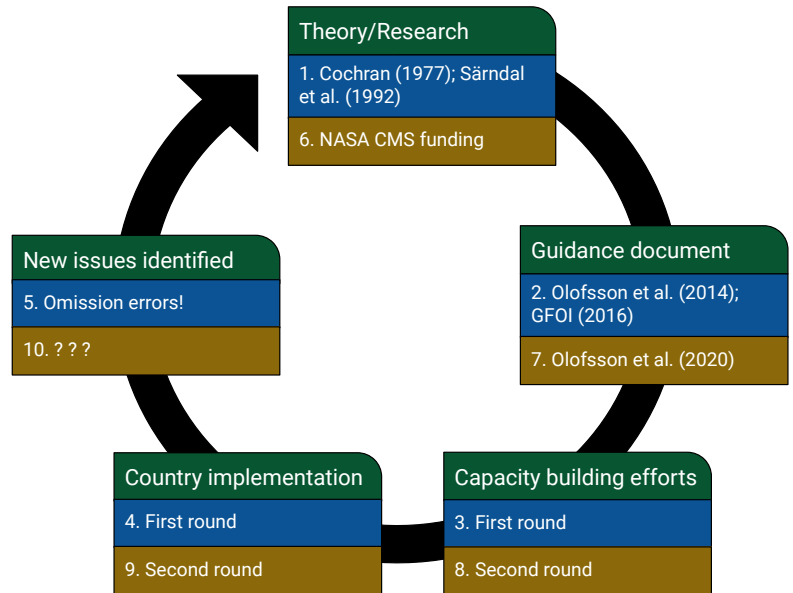 Theory/Research
1. Cochran (1977); Särndal
et al. (1992)
6. NASA CMS funding
Guidance document
2. Olofsson et al. (2014);
GFOI (2016)
7. Olofsson et al. (2020)
Capacity building efforts
3. First round
8. Second round
Country implementation
4. First round
9. Second round
New issues identified
5. Omission errors!
10. ? ? ?